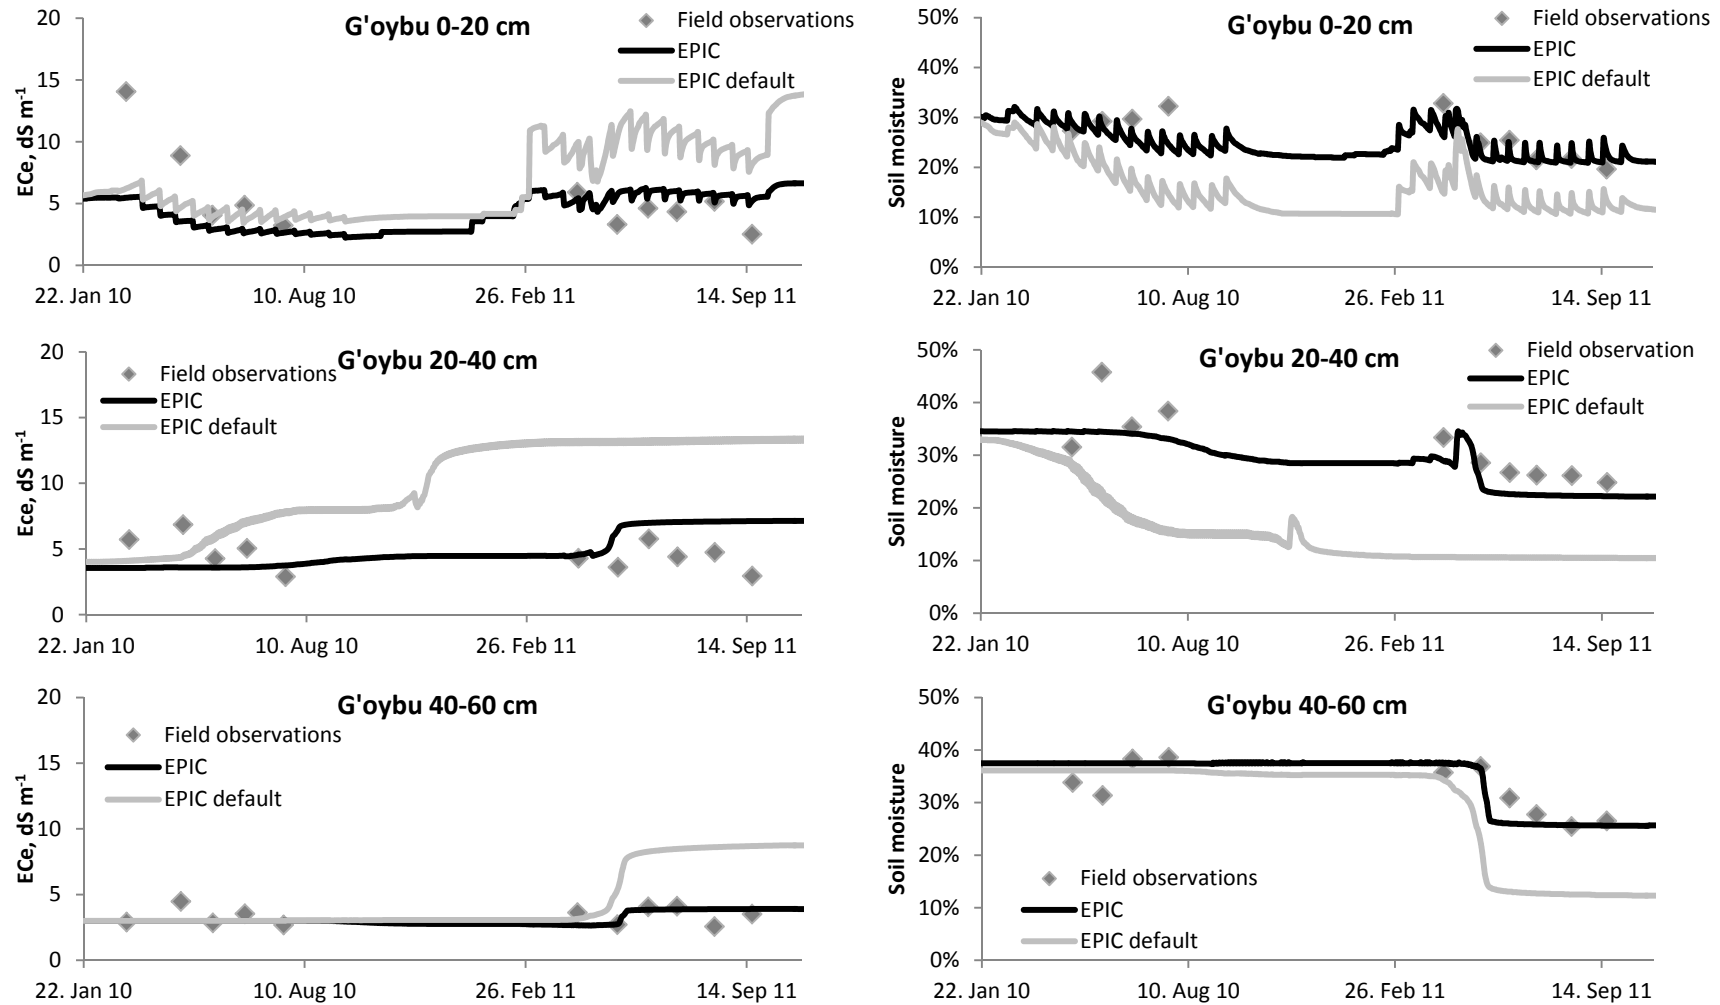 G'oybu 0-20 cm
Field observations
EPIC
EPIC default
ECe, dS m⁻¹
20
15
10
5
0
22. Jan 10
10. Aug 10
26. Feb 11
14. Sep 11
G'oybu 0-20 cm
Field observations
EPIC
EPIC default
Soil moisture
50%
40%
30%
20%
10%
0%
22. Jan 10
10. Aug 10
26. Feb 11
14. Sep 11
G'oybu 20-40 cm
Field observations
EPIC
EPIC default
Ece, dS m⁻¹
20
15
10
5
0
22. Jan 10
10. Aug 10
26. Feb 11
14. Sep 11
G'oybu 20-40 cm
Field observation
EPIC
EPIC default
Soil moisture
50%
40%
30%
20%
10%
0%
22. Jan 10
10. Aug 10
26. Feb 11
14. Sep 11
G'oybu 40-60 cm
Field observations
EPIC
EPIC default
ECe, dS m⁻¹
20
15
10
5
0
22. Jan 10
10. Aug 10
26. Feb 11
14. Sep 11
G'oybu 40-60 cm
Field observations
EPIC
EPIC default
Soil moisture
50%
40%
30%
20%
10%
0%
22. Jan 10
10. Aug 10
26. Feb 11
14. Sep 11